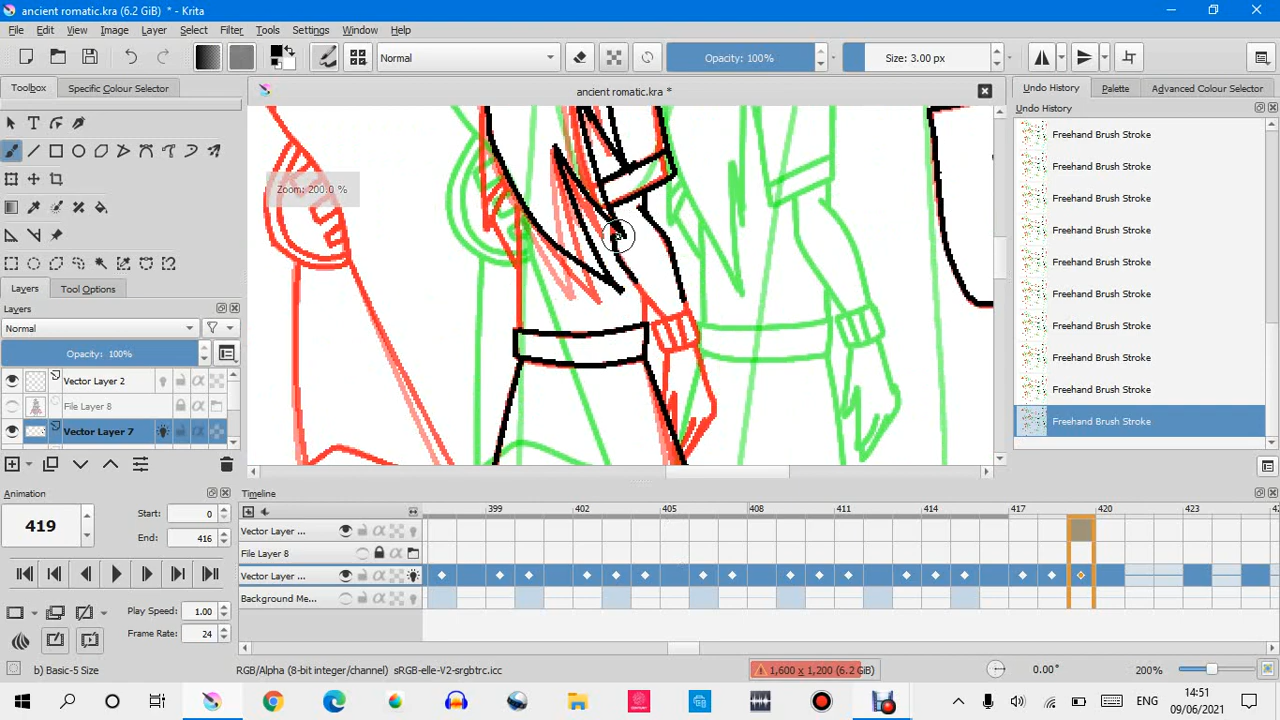 ancient romatic.kra (6.2 GiB) * - Krita
File Edit View Image Layer Select Filter Tools Settings Window Help
Normal Opacity: 100% Size: 3.00 px
Toolbox Specific Colour Selector
ancient romatic.kra *
Undo History Palette Advanced Colour Selector
Undo History
Freehand Brush Stroke
Freehand Brush Stroke
Freehand Brush Stroke
Freehand Brush Stroke
Freehand Brush Stroke
Freehand Brush Stroke
Freehand Brush Stroke
Freehand Brush Stroke
Freehand Brush Stroke
Freehand Brush Stroke
Zoom: 200.0 %
Layers Tool Options
Layers
Normal
Opacity: 100%
Vector Layer 2
File Layer 8
Vector Layer 7
Animation
419
Start: 0
End: 416
Play Speed: 1.00
Frame Rate: 24
Timeline
399 402 405 408 411 414 417 420 423 42
Vector Layer ...
File Layer 8
Vector Layer ...
Background Me...
b) Basic-5 Size
RGB/Alpha (8-bit integer/channel) sRGB-elle-V2-srgbtrc.icc
1,600 x 1,200 (6.2 GiB)
0.00°
200%
ENG
14:51
09/06/2021